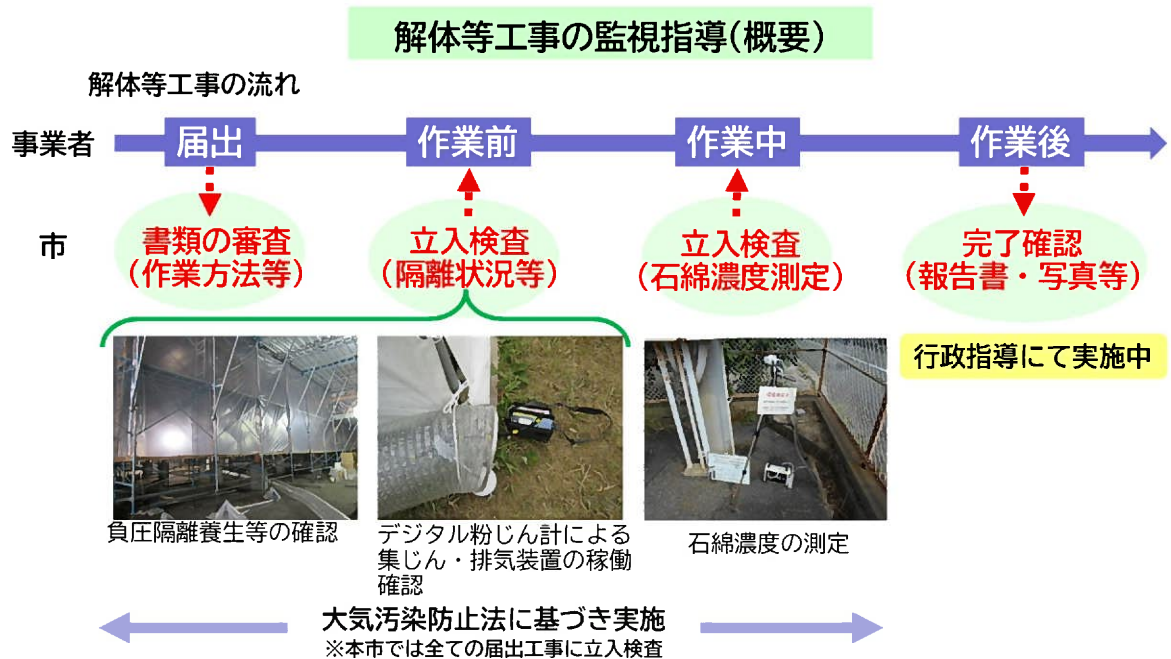 解体等工事の監視指導(概要)
解体等工事の流れ
事業者
届出
作業前
作業中
作業後
市
書類の審査
(作業方法等)
立入検査
(隔離状況等)
立入検査
(石綿濃度測定)
完了確認
(報告書・写真等)
行政指導にて実施中
負圧隔離養生等の確認
デジタル粉じん計による
集じん・排気装置の稼働
確認
石綿濃度の測定
大気汚染防止法に基づき実施
※本市では全ての届出工事に立入検査